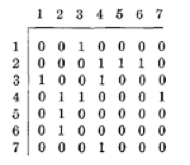 1 2 3 4 5 6 7
1 0 0 1 0 0 0 0
2 0 0 0 1 1 1 0
3 1 0 0 1 0 0 0
4 0 1 1 0 0 0 1
5 0 1 0 0 0 0 0
6 0 1 0 0 0 0 0
7 0 0 0 1 0 0 0